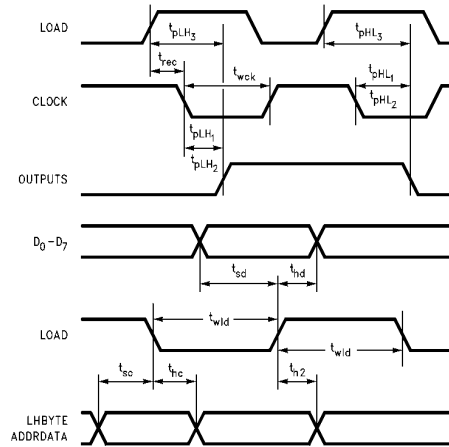 LOAD
tpLH3
tpHL3
trec
twck
tpHL1
CLOCK
tpHL2
tpLH1
tpLH2
OUTPUTS
D0-D7
tsd
thd
LOAD
twld
twld
tsc
thc
th2
LHBYTE
ADDRDATA